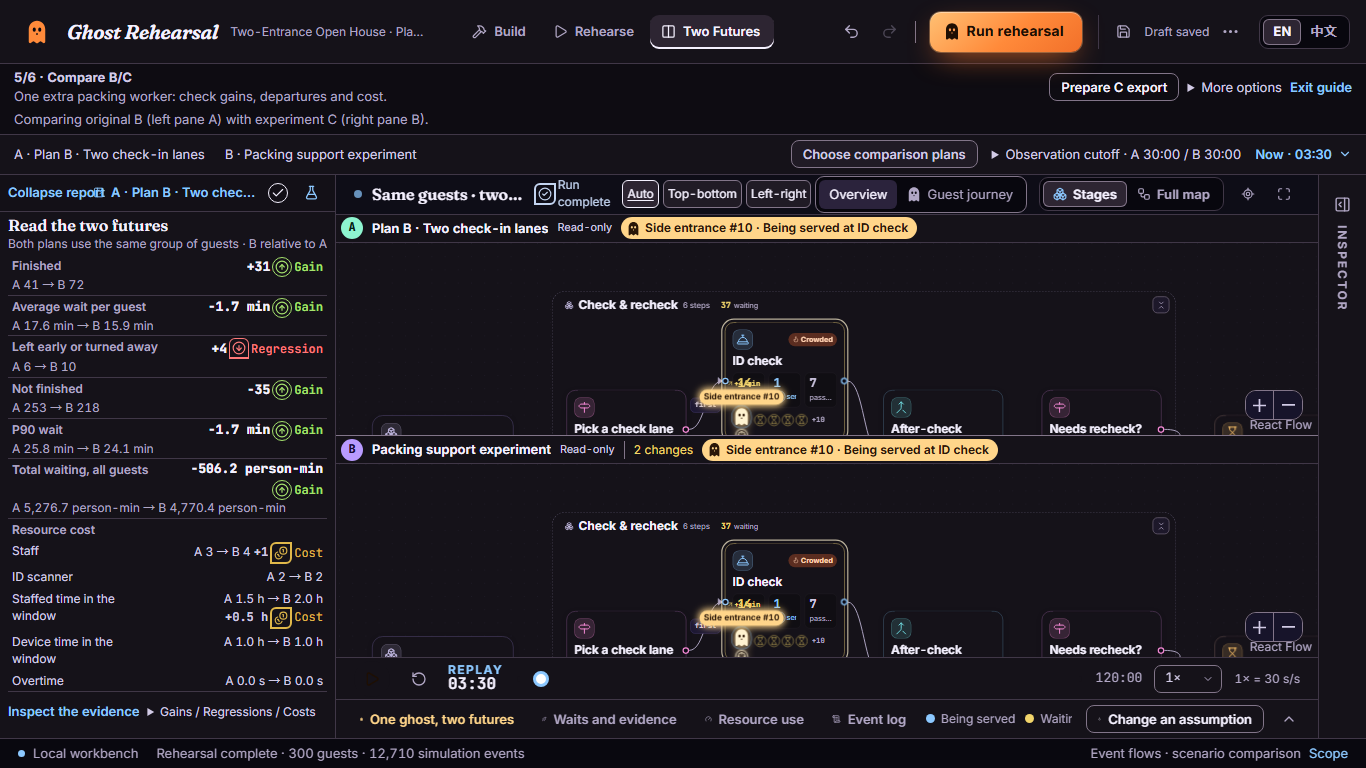 Ghost Rehearsal
Two-Entrance Open House · Pla...
Build
Rehearse
Two Futures
Run rehearsal
Draft saved
EN
中文
5/6 · Compare B/C
One extra packing worker: check gains, departures and cost.
Comparing original B (left pane A) with experiment C (right pane B).
Prepare C export
More options
Exit guide
A · Plan B · Two check-in lanes
B · Packing support experiment
Choose comparison plans
Observation cutoff · A 30:00 / B 30:00
Now · 03:30
Collapse report
A · Plan B · Two chec...
Read the two futures
Both plans use the same group of guests · B relative to A
Finished
+31 Gain
A 41 → B 72
Average wait per guest
-1.7 min Gain
A 17.6 min → B 15.9 min
Left early or turned away
+4 Regression
A 6 → B 10
Not finished
-35 Gain
A 253 → B 218
P90 wait
-1.7 min Gain
A 25.8 min → B 24.1 min
Total waiting, all guests
-506.2 person-min
Gain
A 5,276.7 person-min → B 4,770.4 person-min
Resource cost
Staff
A 3 → B 4 +1 Cost
ID scanner
A 2 → B 2
Staffed time in the window
A 1.5 h → B 2.0 h
+0.5 h Cost
Device time in the window
A 1.0 h → B 1.0 h
Overtime
A 0.0 s → B 0.0 s
Inspect the evidence
Gains / Regressions / Costs
Same guests · two...
Run complete
Auto
Top-bottom
Left-right
Overview
Guest journey
Stages
Full map
INSPECTOR
A
Plan B · Two check-in lanes
Read-only
Side entrance #10 · Being served at ID check
Check & recheck
6 steps
37 waiting
Crowded
ID check
1
7
pass...
Side entrance #10
+10
Pick a check lane
After-check
Needs recheck?
React Flow
B
Packing support experiment
Read-only
2 changes
Side entrance #10 · Being served at ID check
Check & recheck
6 steps
37 waiting
Crowded
ID check
1
7
pass...
Side entrance #10
+10
Pick a check lane
After-check
Needs recheck?
React Flow
REPLAY
03:30
120:00
1×
1× = 30 s/s
One ghost, two futures
Waits and evidence
Resource use
Event log
Being served
Waitir
Change an assumption
Local workbench
Rehearsal complete · 300 guests · 12,710 simulation events
Event flows · scenario comparison
Scope